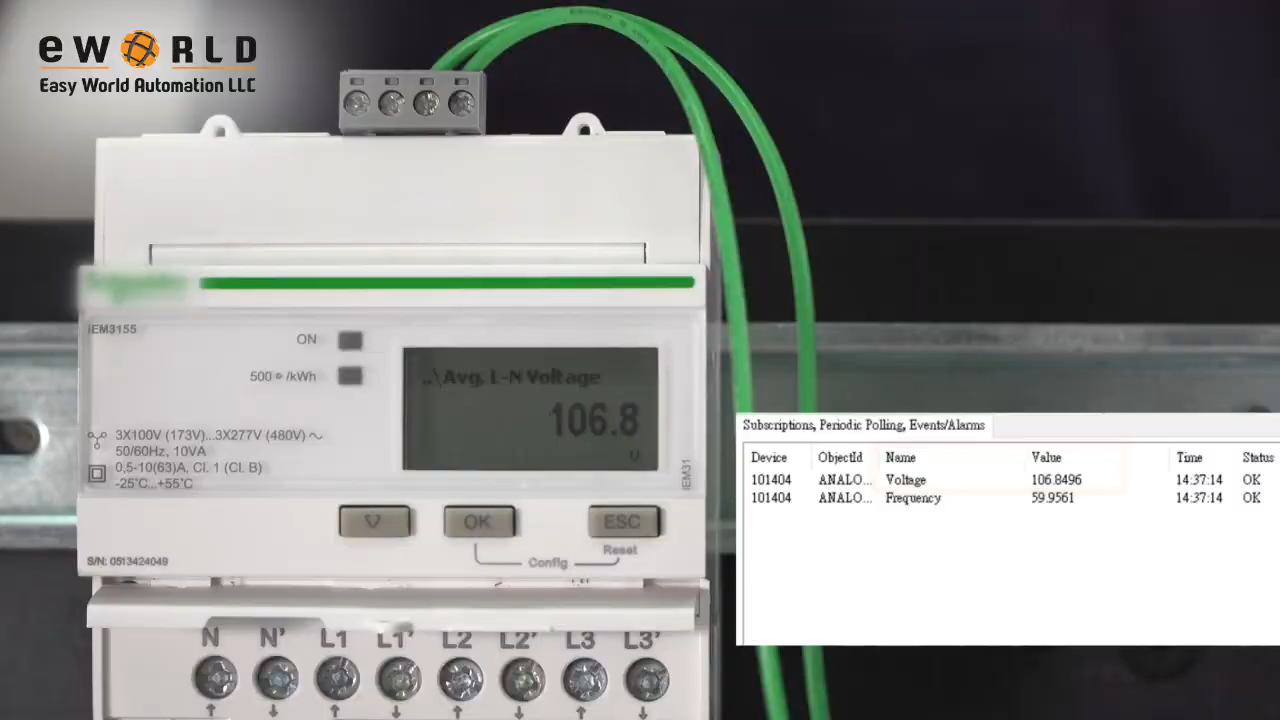 eWORLD
Easy World Automation LLC
iEM3155
ON
500 /kWh
..\Avg. L-N Voltage
106.8
V
3X100V (173V)...3X277V (480V)
50/60Hz, 10VA
0,5-10(63)A, Cl. 1 (Cl. B)
-25°C...+55°C
iEM31
OK
ESC
Reset
Config
S/N: 0513424049
N N' L1 L1' L2 L2' L3 L3'
Subscriptions, Periodic Polling, Events/Alarms
Device ObjectId Name Value Time Status
101404 ANALO... Voltage 106.8496 14:37:14 OK
101404 ANALO... Frequency 59.9561 14:37:14 OK